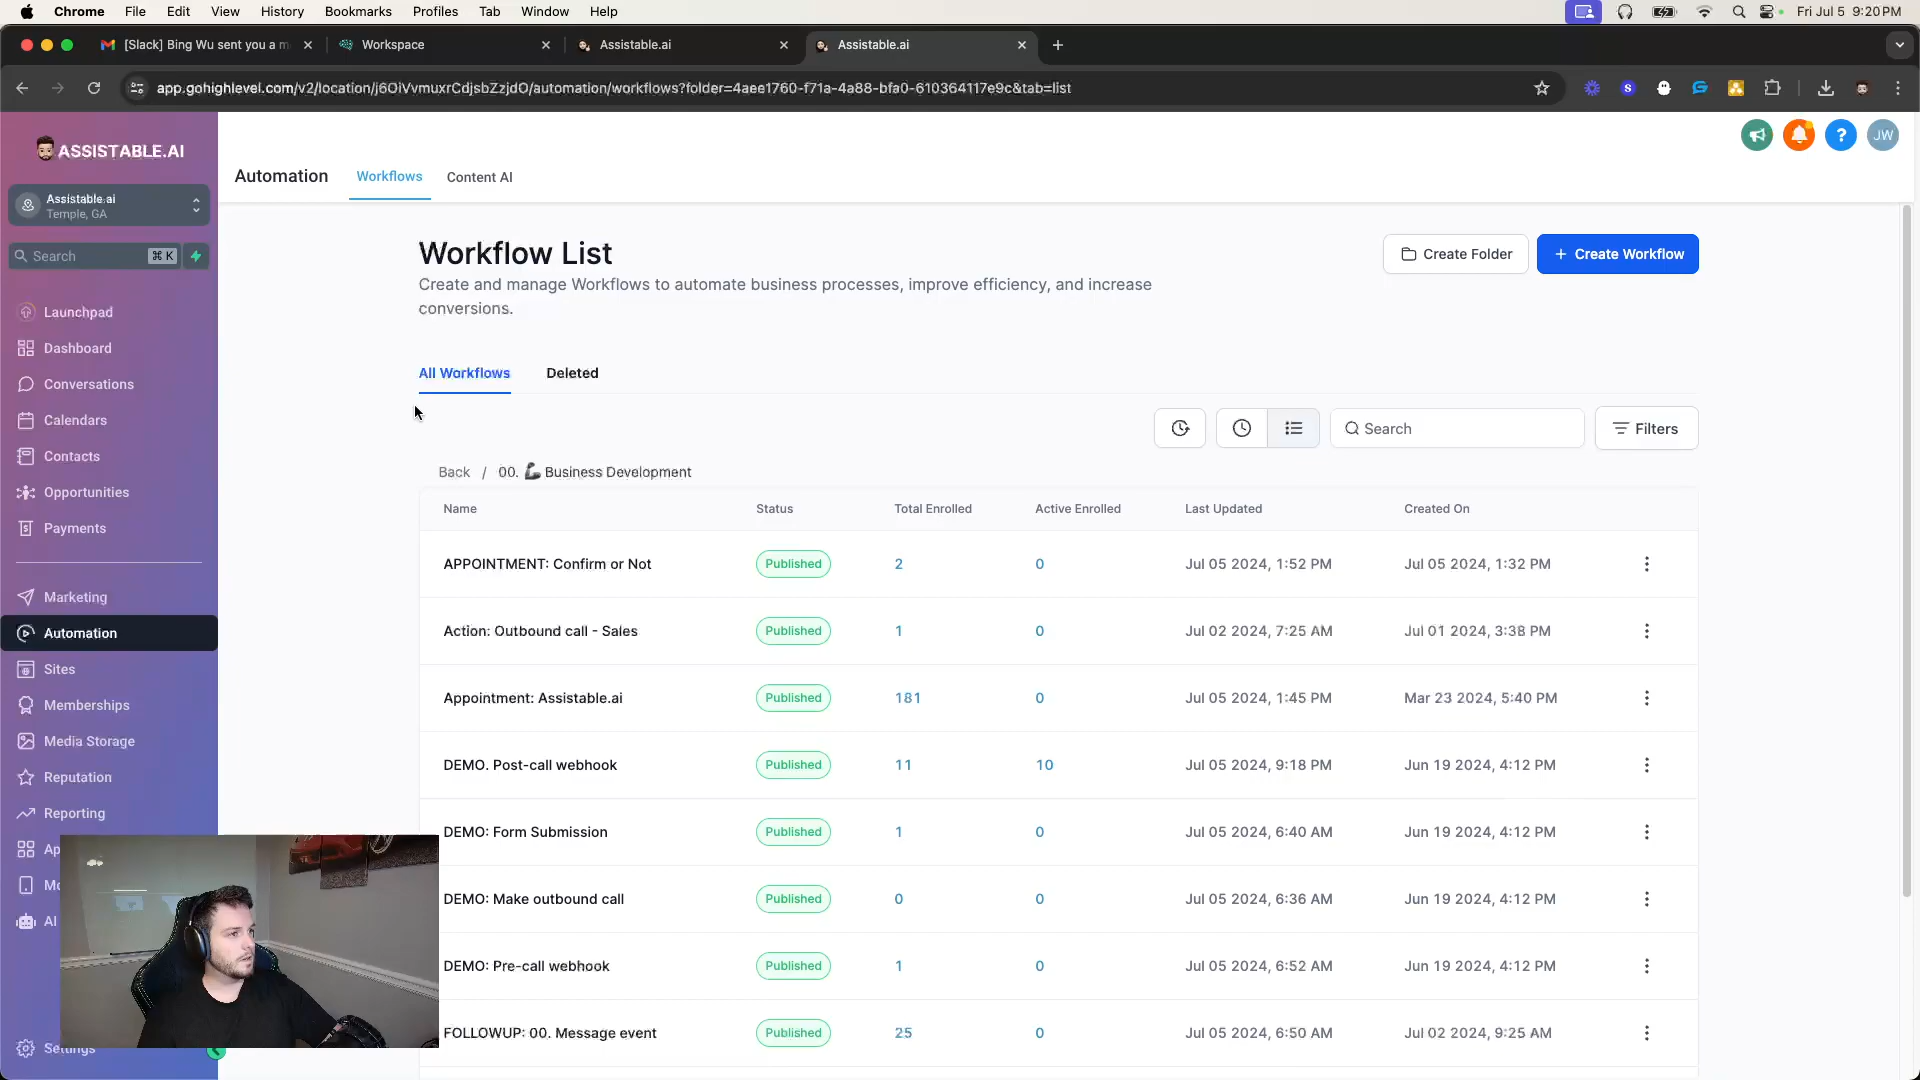 Chrome File Edit View History Bookmarks Profiles Tab Window Help Fri Jul 5 9:20 PM
[Slack] Bing Wu sent you a m Workspace Assistable.ai Assistable.ai
app.gohighlevel.com/v2/location/j6OiVvmuxrCdjsbZzjdO/automation/workflows?folder=4aee1760-f71a-4a88-bfa0-610364117e9c&tab=list
ASSISTABLE.AI
Assistable.ai
Temple, GA
Search ⌘ K
Launchpad
Dashboard
Conversations
Calendars
Contacts
Opportunities
Payments
Marketing
Automation
Sites
Memberships
Media Storage
Reputation
Reporting
AI
Settings
JW
Automation Workflows Content AI
Workflow List
Create Folder
+ Create Workflow
Create and manage Workflows to automate business processes, improve efficiency, and increase
conversions.
All Workflows Deleted
Search
Filters
Back / 00. 🦾 Business Development
Name Status Total Enrolled Active Enrolled Last Updated Created On
APPOINTMENT: Confirm or Not Published 2 0 Jul 05 2024, 1:52 PM Jul 05 2024, 1:32 PM
Action: Outbound call - Sales Published 1 0 Jul 02 2024, 7:25 AM Jul 01 2024, 3:38 PM
Appointment: Assistable.ai Published 181 0 Jul 05 2024, 1:45 PM Mar 23 2024, 5:40 PM
DEMO. Post-call webhook Published 11 10 Jul 05 2024, 9:18 PM Jun 19 2024, 4:12 PM
DEMO: Form Submission Published 1 0 Jul 05 2024, 6:40 AM Jun 19 2024, 4:12 PM
DEMO: Make outbound call Published 0 0 Jul 05 2024, 6:36 AM Jun 19 2024, 4:12 PM
DEMO: Pre-call webhook Published 1 0 Jul 05 2024, 6:52 AM Jun 19 2024, 4:12 PM
FOLLOWUP: 00. Message event Published 25 0 Jul 05 2024, 6:50 AM Jul 02 2024, 9:25 AM